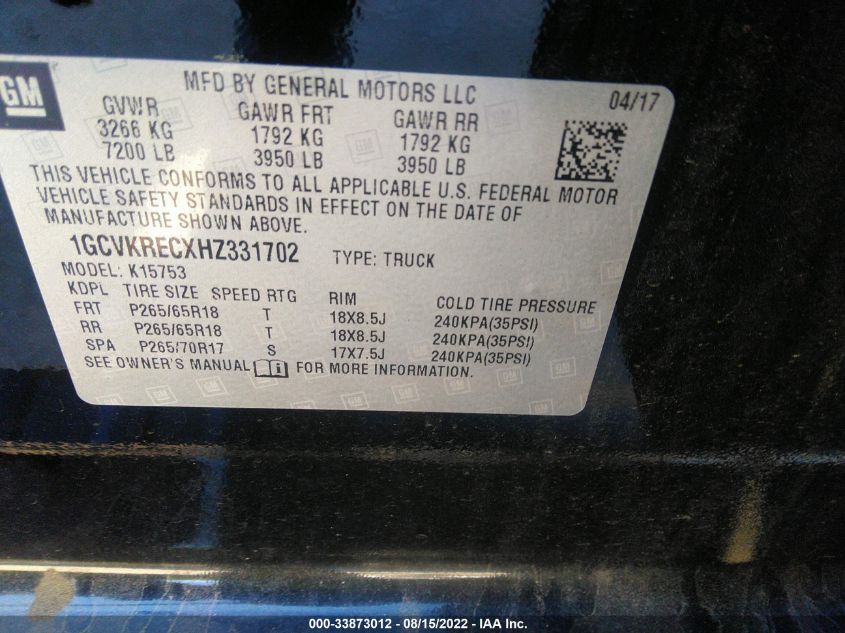 GM
MFD BY GENERAL MOTORS LLC 04/17
GVWR GAWR FRT GAWR RR
3266 KG 1792 KG 1792 KG
7200 LB 3950 LB 3950 LB
THIS VEHICLE CONFORMS TO ALL APPLICABLE U.S. FEDERAL MOTOR
VEHICLE SAFETY STANDARDS IN EFFECT ON THE DATE OF
MANUFACTURE SHOWN ABOVE.
1GCVKRECXHZ331702 TYPE: TRUCK
MODEL: K15753
KDPL TIRE SIZE SPEED RTG RIM COLD TIRE PRESSURE
FRT P265/65R18 T 18X8.5J 240KPA(35PSI)
RR P265/65R18 T 18X8.5J 240KPA(35PSI)
SPA P265/70R17 S 17X7.5J 240KPA(35PSI)
SEE OWNER'S MANUAL FOR MORE INFORMATION.
000-33873012 - 08/15/2022 - IAA Inc.